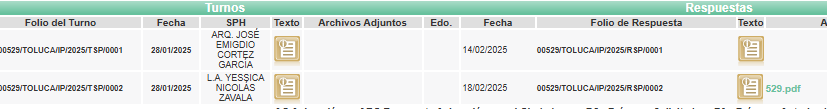 Turnos Respuestas
Folio del Turno Fecha SPH Texto Archivos Adjuntos Edo. Fecha Folio de Respuesta Texto A
00529/TOLUCA/IP/2025/TSP/0001 28/01/2025 ARQ. JOSÉ EMIGDIO CORTEZ GARCÍA 14/02/2025 00529/TOLUCA/IP/2025/RSP/0001
00529/TOLUCA/IP/2025/TSP/0002 28/01/2025 L.A. YESSICA NICOLÁS ZAVALA 18/02/2025 00529/TOLUCA/IP/2025/RSP/0002 529.pdf